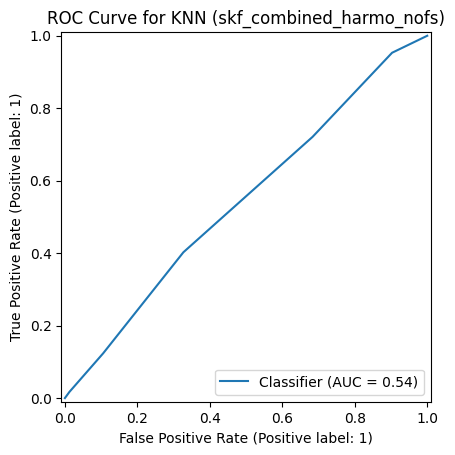 ROC Curve for KNN (skf_combined_harmo_nofs)
1.0
0.8
0.6
0.4
0.2
0.0
True Positive Rate (Positive label: 1)
Classifier (AUC = 0.54)
0.0 0.2 0.4 0.6 0.8 1.0
False Positive Rate (Positive label: 1)